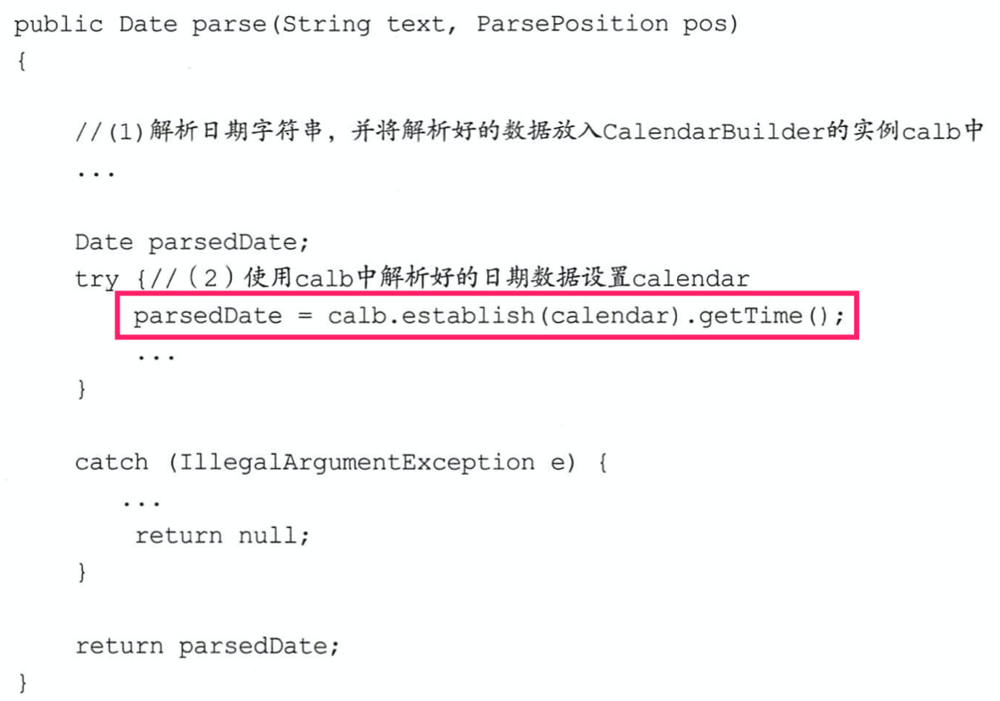 public Date parse(String text, ParsePosition pos)
{
//(1)解析日期字符串，并将解析好的数据放入CalendarBuilder的实例calb中
...
Date parsedDate;
try {//（2）使用calb中解析好的日期数据设置calendar
parsedDate = calb.establish(calendar).getTime();
...
}
catch (IllegalArgumentException e) {
...
return null;
}
return parsedDate;
}